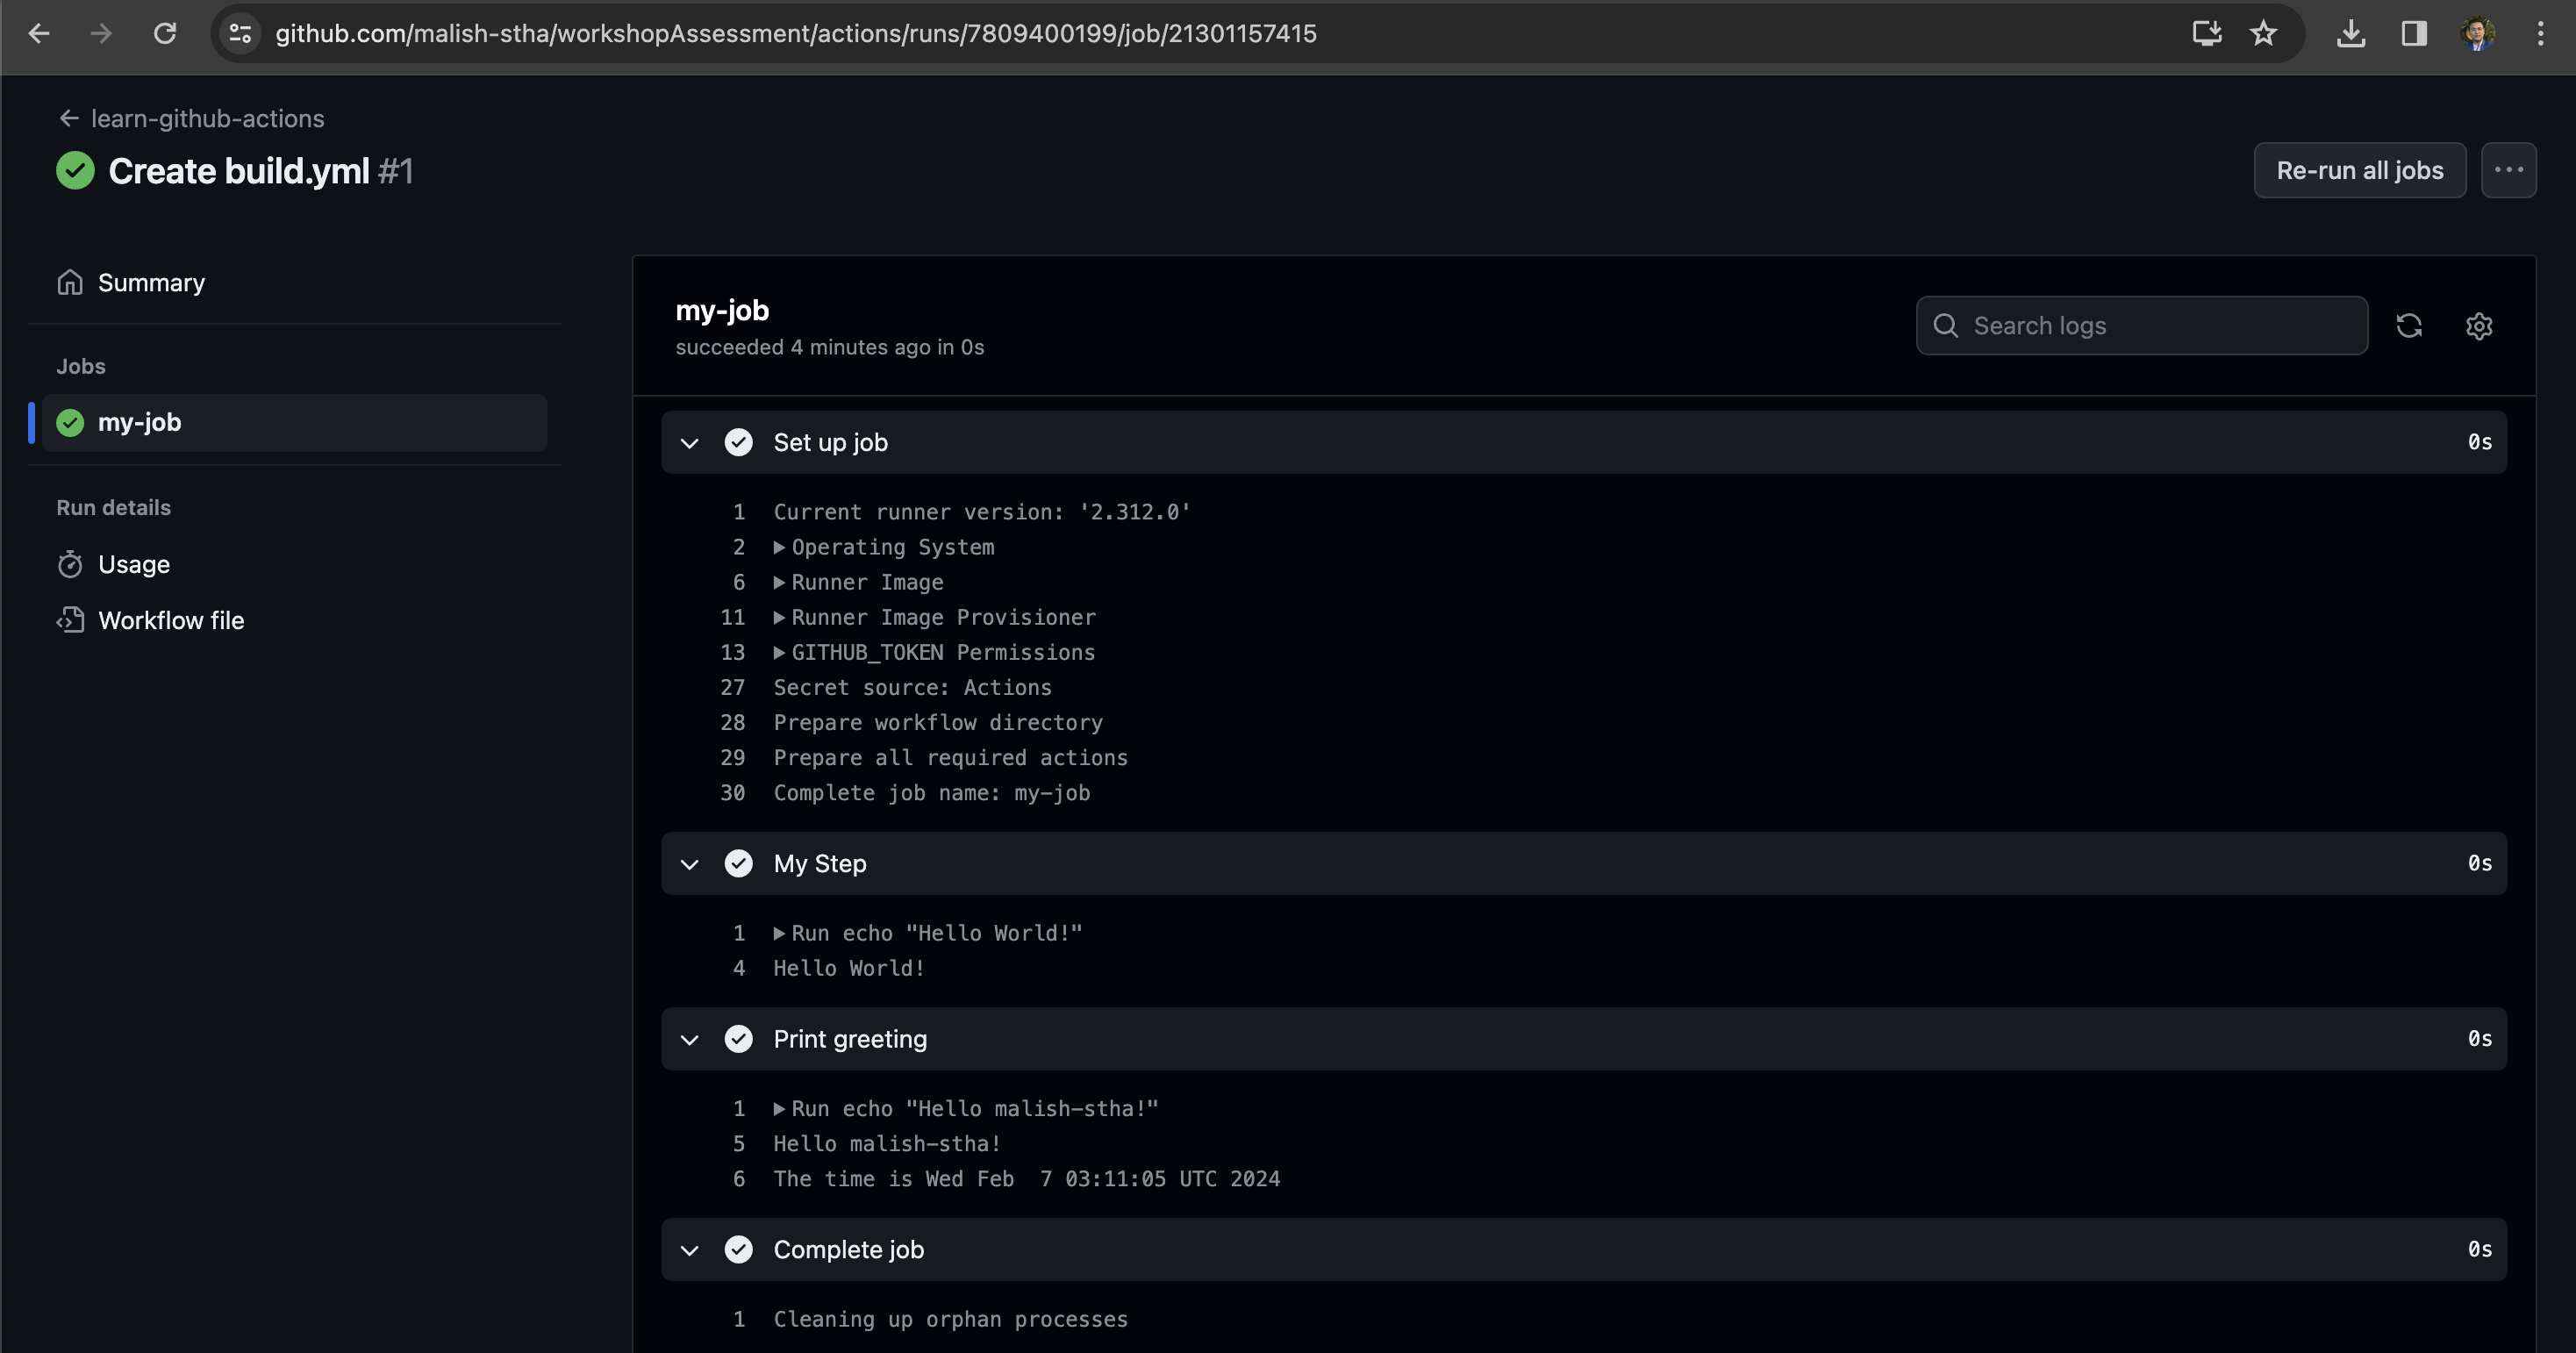 github.com/malish-stha/workshopAssessment/actions/runs/7809400199/job/21301157415
learn-github-actions
Create build.yml #1
Re-run all jobs
Summary
Jobs
my-job
Run details
Usage
Workflow file
my-job
succeeded 4 minutes ago in 0s
Search logs
Set up job 0s
1 Current runner version: '2.312.0'
2 Operating System
6 Runner Image
11 Runner Image Provisioner
13 GITHUB_TOKEN Permissions
27 Secret source: Actions
28 Prepare workflow directory
29 Prepare all required actions
30 Complete job name: my-job
My Step 0s
1 Run echo "Hello World!"
4 Hello World!
Print greeting 0s
1 Run echo "Hello malish-stha!"
5 Hello malish-stha!
6 The time is Wed Feb  7 03:11:05 UTC 2024
Complete job 0s
1 Cleaning up orphan processes